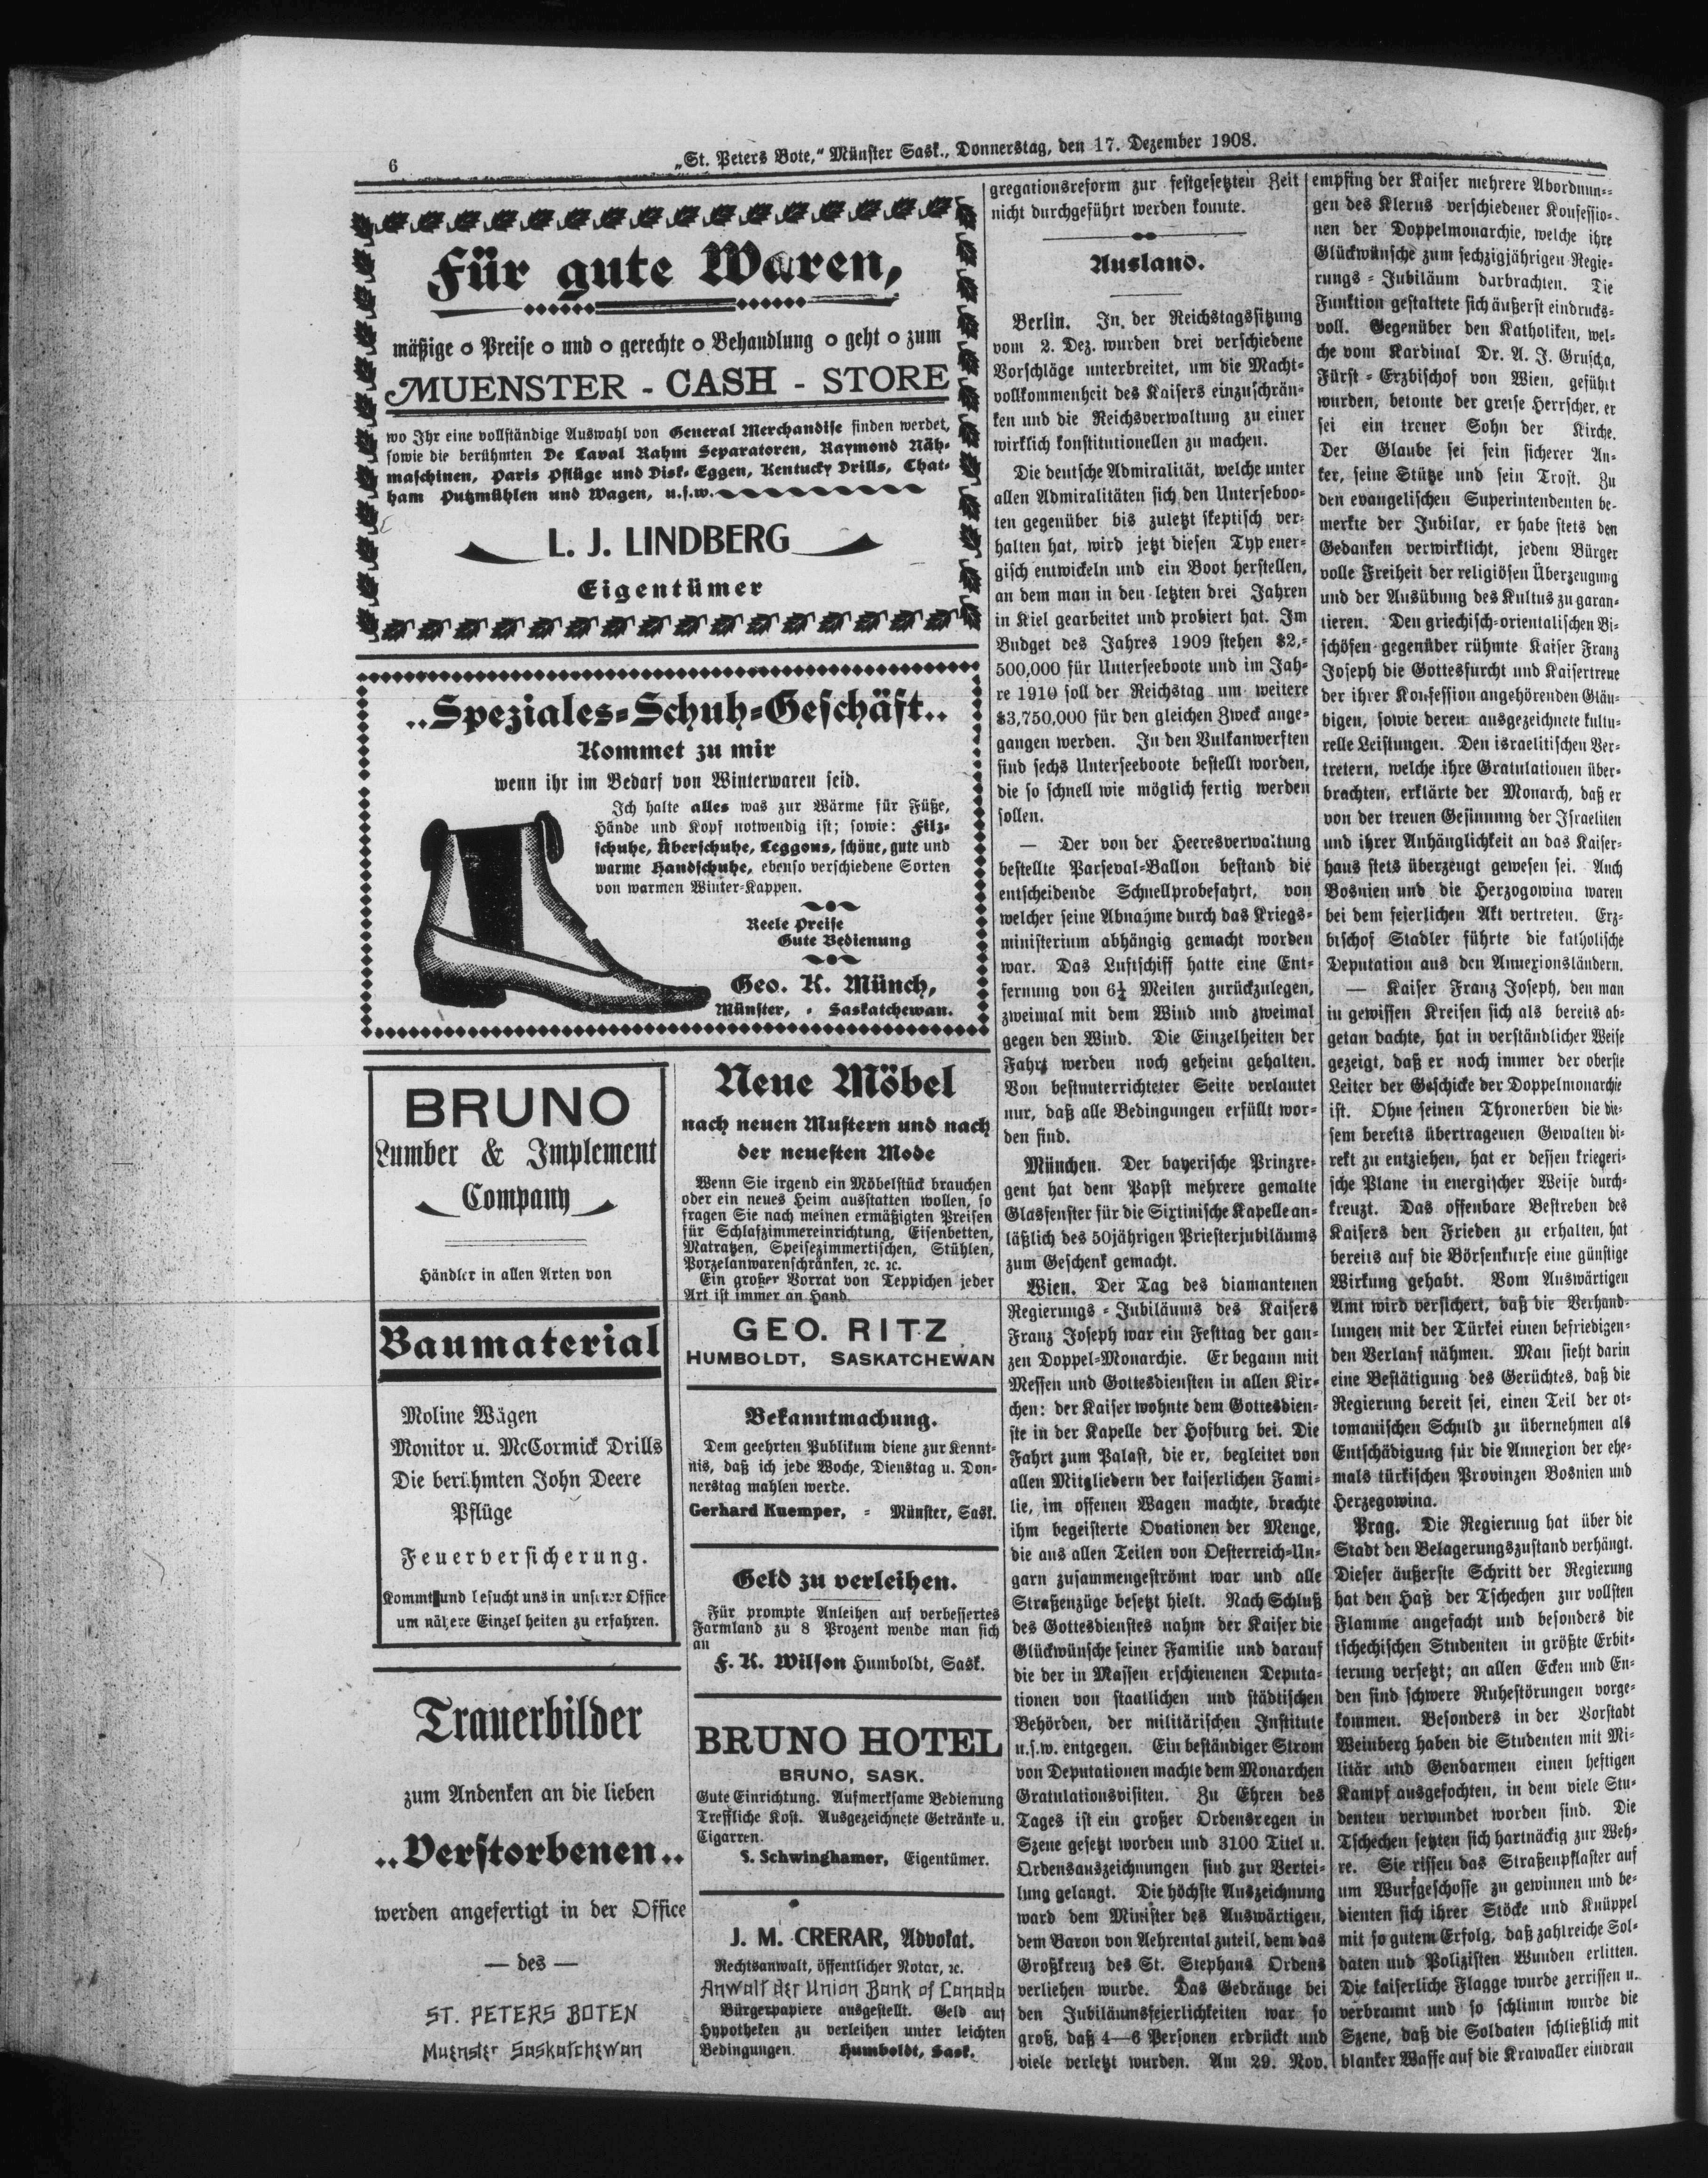 6
„St. Peters Bote,“ Münster Sask., Donnerstag, den 17. Dezember 1908.
Für gute Waren,
mäßige o Preise o und o gerechte o Behandlung o geht o zum
MUENSTER - CASH - STORE
wo Ihr eine vollständige Auswahl von General Merchandise finden werdet,
sowie die berühmten De Laval Rahm Separatoren, Raymond Näh-
maschinen, Paris Pflüge und Disk-Eggen, Kentucky Drills, Chat-
ham Putzmühlen und Wagen, u.s.w.
L. J. LINDBERG
Eigentümer
..Speziales-Schuh-Geschäft..
Kommet zu mir
wenn ihr im Bedarf von Winterwaren seid.
Ich halte alles was zur Wärme für Füße,
Hände und Kopf notwendig ist; sowie: Filz-
schuhe, Überschuhe, Leggons, schöne, gute und
warme Handschuhe, ebenso verschiedene Sorten
von warmen Winter-Kappen.
Reele Preise
Gute Bedienung
Geo. K. Münch,
Münster, - Saskatchewan.
BRUNO
Lumber & Implement
Company
Händler in allen Arten von
Baumaterial
Moline Wägen
Monitor u. McCormick Drills
Die berühmten John Deere
Pflüge
Feuerversicherung.
Kommt und besucht uns in unserer Office
um nähere Einzelheiten zu erfahren.
Trauerbilder
zum Andenken an die lieben
..Verstorbenen..
werden angefertigt in der Office
— des —
ST. PETERS BOTEN
Muenster Saskatchewan
Neue Möbel
nach neuen Mustern und nach
der neuesten Mode
Wenn Sie irgend ein Möbelstück brauchen
oder ein neues Heim ausstatten wollen, so
fragen Sie nach meinen ermäßigten Preisen
für Schlafzimmereinrichtung, Eisenbetten,
Matratzen, Speisezimmertischen, Stühlen,
Porzelanwarenschränken, ꝛc. ꝛc.
Ein großer Vorrat von Teppichen jeder
Art ist immer an Hand.
GEO. RITZ
HUMBOLDT, SASKATCHEWAN
Bekanntmachung.
Dem geehrten Publikum diene zur Kennt-
nis, daß ich jede Woche, Dienstag u. Don-
nerstag mahlen werde.
Gerhard Kuemper, - Münster, Sask.
Geld zu verleihen.
Für prompte Anleihen auf verbessertes
Farmland zu 8 Prozent wende man sich
an
F. K. Wilson Humboldt, Sask.
BRUNO HOTEL
BRUNO, SASK.
Gute Einrichtung. Aufmerksame Bedienung
Treffliche Kost. Ausgezeichnete Getränke u.
Cigarren.
S. Schwinghamer, Eigentümer.
J. M. CRERAR, Advokat.
Rechtsanwalt, öffentlicher Notar, ꝛc.
Anwalt der Union Bank of Canada
Bürgerpapiere ausgestellt. Geld auf
Hypotheken zu verleihen unter leichten
Bedingungen. Humboldt, Sask.
gregationsreform zur festgesetzten Zeit
nicht durchgeführt werden konnte.
Ausland.
Berlin. In der Reichstagssitzung
vom 2. Dez. wurden drei verschiedene
Vorschläge unterbreitet, um die Macht-
vollkommenheit des Kaisers einzuschrän-
ken und die Reichsverwaltung zu einer
wirklich konstitutionellen zu machen.
Die deutsche Admiralität, welche unter
allen Admiralitäten sich den Unterseboo-
ten gegenüber bis zuletzt skeptisch ver-
halten hat, wird jetzt diesen Typ ener-
gisch entwickeln und ein Boot herstellen,
an dem man in den letzten drei Jahren
in Kiel gearbeitet und probiert hat. Im
Budget des Jahres 1909 stehen $2,-
500,000 für Unterseeboote und im Jah-
re 1910 soll der Reichstag um weitere
$3,750,000 für den gleichen Zweck ange-
gangen werden. In den Vulkanwerften
sind sechs Unterseeboote bestellt worden,
die so schnell wie möglich fertig werden
sollen.
— Der von der Heeresverwaltung
bestellte Parseval-Ballon bestand die
entscheidende Schnellprobefahrt, von
welcher seine Abnahme durch das Kriegs-
ministerium abhängig gemacht worden
war. Das Luftschiff hatte eine Ent-
fernung von 6½ Meilen zurückzulegen,
zweimal mit dem Wind und zweimal
gegen den Wind. Die Einzelheiten der
Fahrt werden noch geheim gehalten.
Von bestunterrichteter Seite verlautet
nur, daß alle Bedingungen erfüllt wor-
den sind.
München. Der bayerische Prinzre-
gent hat dem Papst mehrere gemalte
Glasfenster für die Sixtinische Kapelle an-
läßlich des 50jährigen Priesterjubiläums
zum Geschenk gemacht.
Wien. Der Tag des diamantenen
Regierungs-Jubiläums des Kaisers
Franz Joseph war ein Festtag der gan-
zen Doppel-Monarchie. Er begann mit
Messen und Gottesdiensten in allen Kir-
chen: der Kaiser wohnte dem Gottesdien-
ste in der Kapelle der Hofburg bei. Die
Fahrt zum Palast, die er, begleitet von
allen Mitgliedern der kaiserlichen Fami-
lie, im offenen Wagen machte, brachte
ihm begeisterte Ovationen der Menge,
die aus allen Teilen von Oesterreich-Un-
garn zusammengeströmt war und alle
Straßenzüge besetzt hielt. Nach Schluß
des Gottesdienstes nahm der Kaiser die
Glückwünsche seiner Familie und darauf
die der in Massen erschienenen Deputa-
tionen von staatlichen und städtischen
Behörden, der militärischen Institute
u.s.w. entgegen. Ein beständiger Strom
von Deputationen machte dem Monarchen
Gratulationsvisiten. Zu Ehren des
Tages ist ein großer Ordensregen in
Szene gesetzt worden und 3100 Titel u.
Ordensauszeichnungen sind zur Vertei-
lung gelangt. Die höchste Auszeichnung
ward dem Minister des Auswärtigen,
dem Baron von Aehrental zuteil, dem das
Großkreuz des St. Stephans Ordens
verliehen wurde. Das Gedränge bei
den Jubiläumsfeierlichkeiten war so
groß, daß 4—6 Personen erdrückt und
viele verletzt wurden. Am 29. Nov.
empfing der Kaiser mehrere Abordnun-
gen des Klerus verschiedener Konfessio-
nen der Doppelmonarchie, welche ihre
Glückwünsche zum sechzigjährigen Regie-
rungs-Jubiläum darbrachten. Die
Funktion gestaltete sich äußerst eindrucks-
voll. Gegenüber den Katholiken, wel-
che vom Kardinal Dr. A. J. Gruscha,
Fürst-Erzbischof von Wien, geführt
wurden, betonte der greise Herrscher, er
sei ein treuer Sohn der Kirche.
Der Glaube sei sein sicherer An-
ker, seine Stütze und sein Trost. Zu
den evangelischen Superintendenten be-
merkte der Jubilar, er habe stets den
Gedanken verwirklicht, jedem Bürger
volle Freiheit der religiösen Überzeugung
und der Ausübung des Kultus zu garan-
tieren. Den griechisch-orientalischen Bi-
schöfen gegenüber rühmte Kaiser Franz
Joseph die Gottesfurcht und Kaisertreue
der ihrer Konfession angehörenden Gläu-
bigen, sowie deren ausgezeichnete kultu-
relle Leistungen. Den israelitischen Ver-
tretern, welche ihre Gratulationen über-
brachten, erklärte der Monarch, daß er
von der treuen Gesinnung der Israeliten
und ihrer Anhänglichkeit an das Kaiser-
haus stets überzeugt gewesen sei. Auch
Bosnien und die Herzogowina waren
bei dem feierlichen Akt vertreten. Erz-
bischof Stadler führte die katholische
Deputation aus den Annexionsländern.
— Kaiser Franz Joseph, den man
in gewissen Kreisen sich als bereits ab-
getan dachte, hat in verständlicher Weise
gezeigt, daß er noch immer der oberste
Leiter der Geschicke der Doppelmonarchie
ist. Ohne seinen Thronerben die die-
sem bereits übertragenen Gewalten di-
rekt zu entziehen, hat er dessen kriegeri-
sche Pläne in energischer Weise durch-
kreuzt. Das offenbare Bestreben des
Kaisers den Frieden zu erhalten, hat
bereits auf die Börsenkurse eine günstige
Wirkung gehabt. Vom Auswärtigen
Amt wird versichert, daß die Verhand-
lungen mit der Türkei einen befriedigen-
den Verlauf nähmen. Man sieht darin
eine Bestätigung des Gerüchtes, daß die
Regierung bereit sei, einen Teil der ot-
tomanischen Schuld zu übernehmen als
Entschädigung für die Annexion der ehe-
mals türkischen Provinzen Bosnien und
Herzegowina.
Prag. Die Regierung hat über die
Stadt den Belagerungszustand verhängt.
Dieser äußerste Schritt der Regierung
hat den Haß der Tschechen zur vollsten
Flamme angefacht und besonders die
tschechischen Studenten in größte Erbit-
terung versetzt; an allen Ecken und En-
den sind schwere Ruhestörungen vorge-
kommen. Besonders in der Vorstadt
Weinberg haben die Studenten mit Mi-
litär und Gendarmen einen heftigen
Kampf ausgefochten, in dem viele Stu-
denten verwundet worden sind. Die
Tschechen setzten sich hartnäckig zur Weh-
re. Sie rissen das Straßenpflaster auf
um Wurfgeschosse zu gewinnen und be-
dienten sich ihrer Stöcke und Knüppel
mit so gutem Erfolg, daß zahlreiche Sol-
daten und Polizisten Wunden erlitten.
Die kaiserliche Flagge wurde zerrissen u.
verbrannt und so schlimm wurde die
Szene, daß die Soldaten schließlich mit
blanker Waffe auf die Krawaller eindran